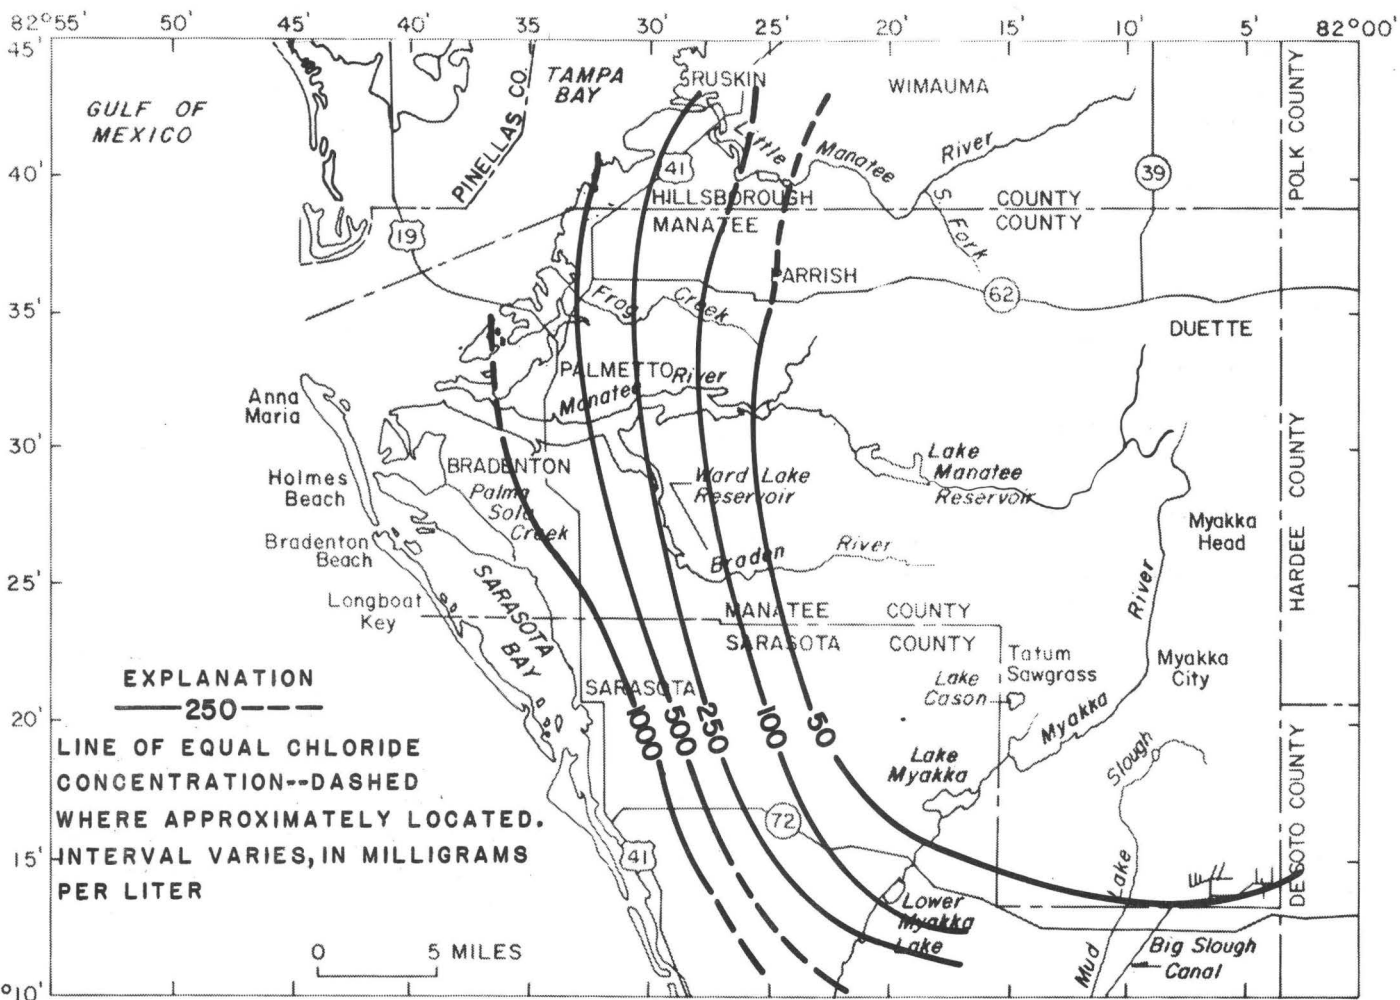 82°55' 50' 45' 40' 35 30' 25' 20' 15' 10' 5' 82°00'
45'
GULF OF
MEXICO
PINELLAS CO.
TAMPA
BAY
RUSKIN
WIMAUMA
POLK COUNTY
Little Manatee River
41
39
40'
HILLSBOROUGH COUNTY
MANATEE COUNTY
S. Fork
19
PARRISH
62
35'
Frog Creek
DUETTE
PALMETTO
Manatee River
Anna
Maria
30'
BRADENTON
Lake
Manatee
Reservoir
Ward Lake
Reservoir
Holmes
Beach
Palma
Sola
Creek
Myakka
Head
HARDEE COUNTY
Bradenton
Beach
Braden River
25'
SARASOTA
BAY
Longboat
Key
MANATEE COUNTY
SARASOTA COUNTY
River
Tatum
Sawgrass
Myakka
City
Lake
Cason
EXPLANATION
250
SARASOTA
1000 500 250 100 50
20'
Myakka
LINE OF EQUAL CHLORIDE
CONCENTRATION--DASHED
WHERE APPROXIMATELY LOCATED.
INTERVAL VARIES, IN MILLIGRAMS
PER LITER
Lake
Myakka
Slough
DESOTO COUNTY
72
41
15'
Lake
Lower
Myakka
Lake
0 5 MILES
Mud
Big Slough
Canal
°10'